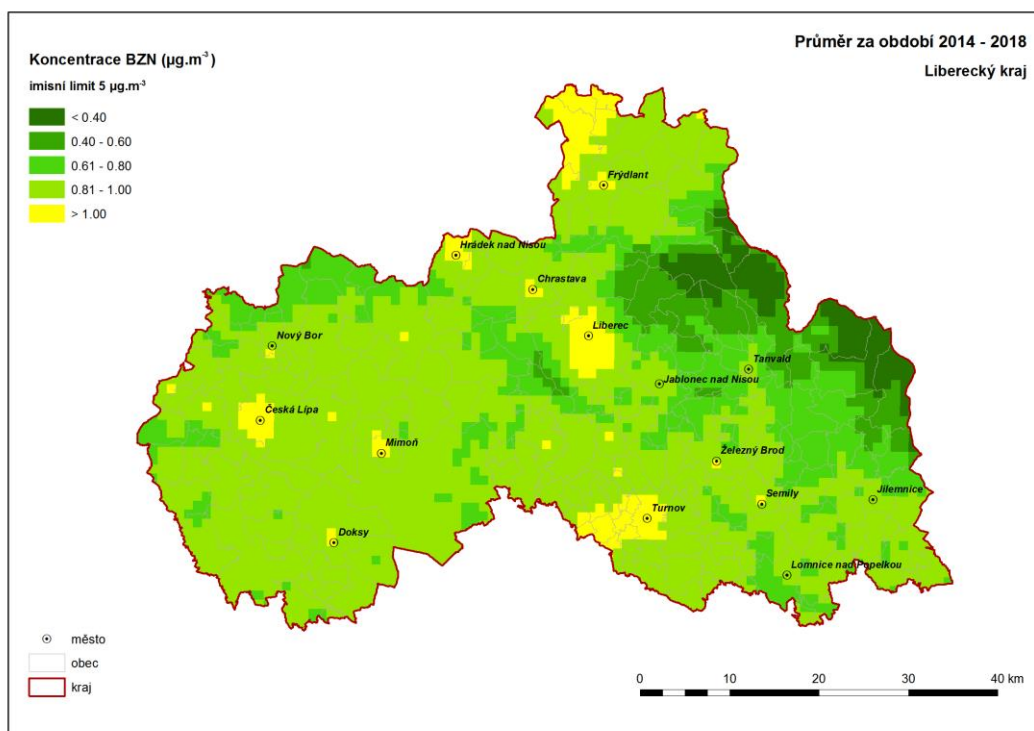 Koncentrace BZN (µg.m⁻³)
imisní limit 5 µg.m⁻³
< 0.40
0.40 - 0.60
0.61 - 0.80
0.81 - 1.00
> 1.00
Průměr za období 2014 - 2018
Liberecký kraj
Frýdlant
Hrádek nad Nisou
Chrastava
Liberec
Nový Bor
Tanvald
Jablonec nad Nisou
Česká Lípa
Mimoň
Železný Brod
Semily
Jilemnice
Turnov
Doksy
Lomnice nad Popelkou
město
obec
kraj
0 10 20 30 40 km